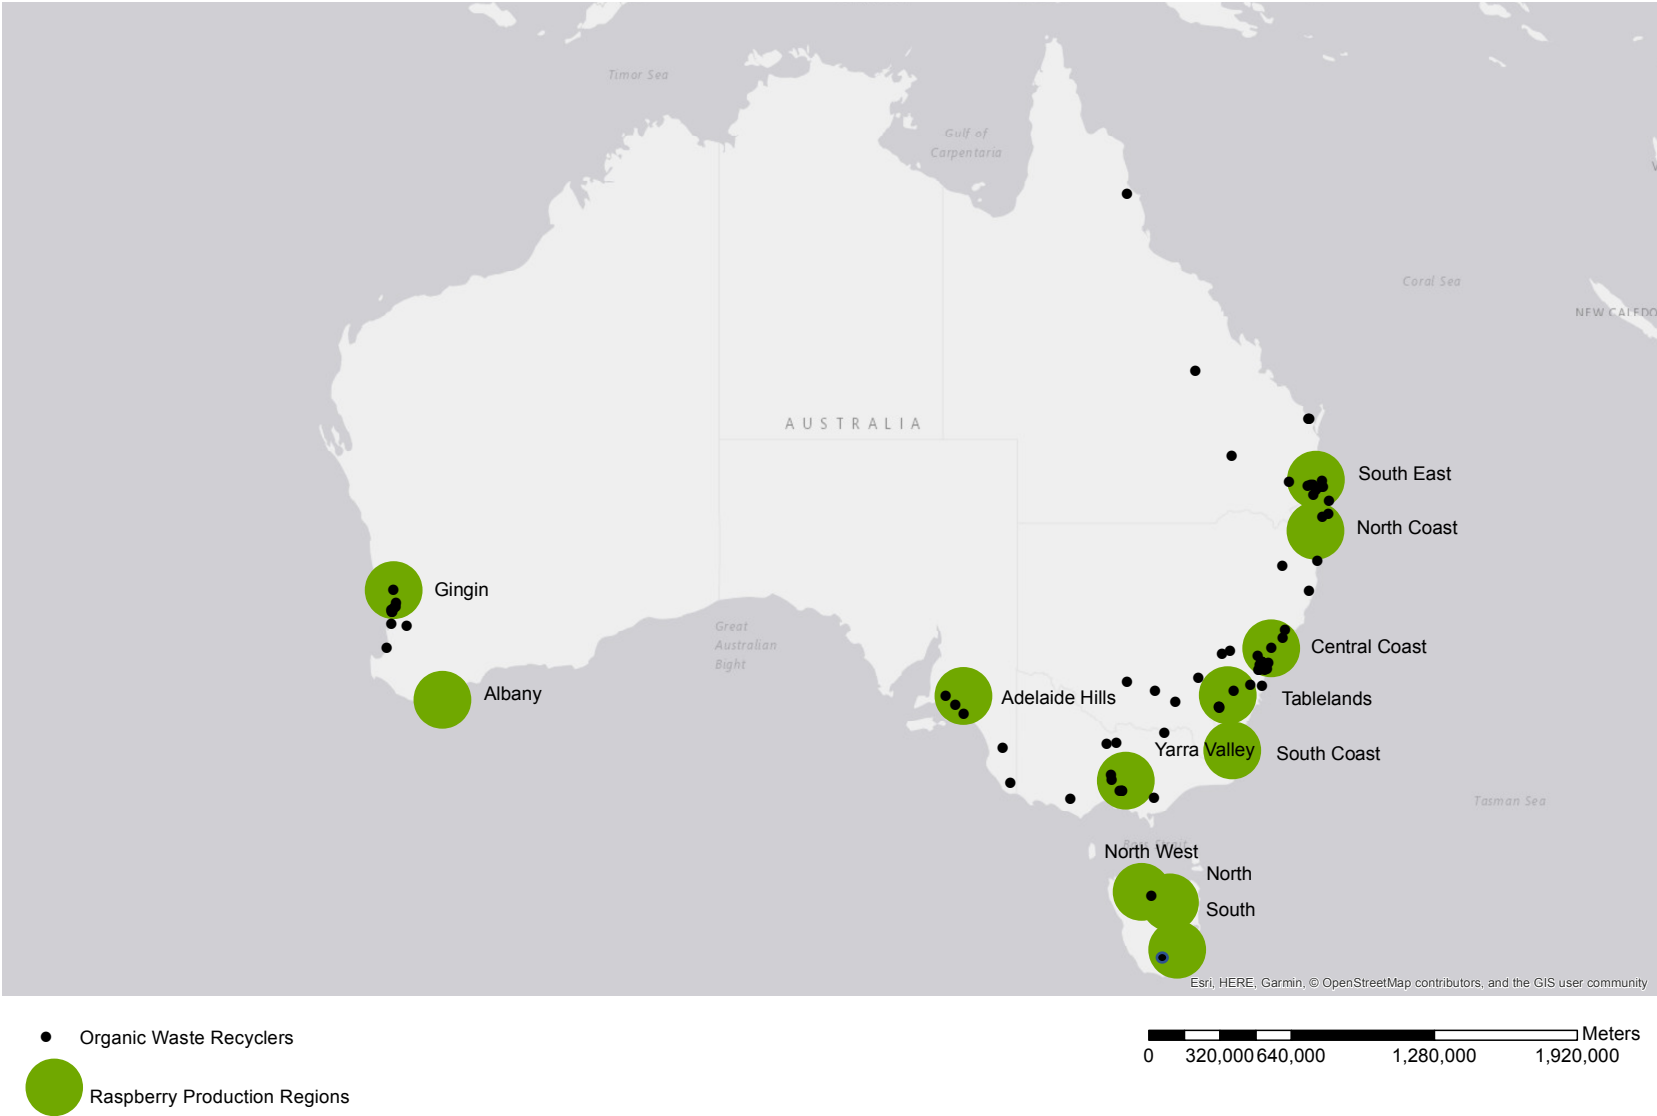 Timor Sea
Gulf of
Carpentaria
Coral Sea
NEW CALEDO
AUSTRALIA
South East
North Coast
Gingin
Great
Australian
Bight
Central Coast
Albany
Adelaide Hills
Tablelands
Yarra Valley
South Coast
Tasman Sea
North West
North
South
Esri, HERE, Garmin, © OpenStreetMap contributors, and the GIS user community
Organic Waste Recyclers
Raspberry Production Regions
Meters
0 320,000 640,000 1,280,000 1,920,000